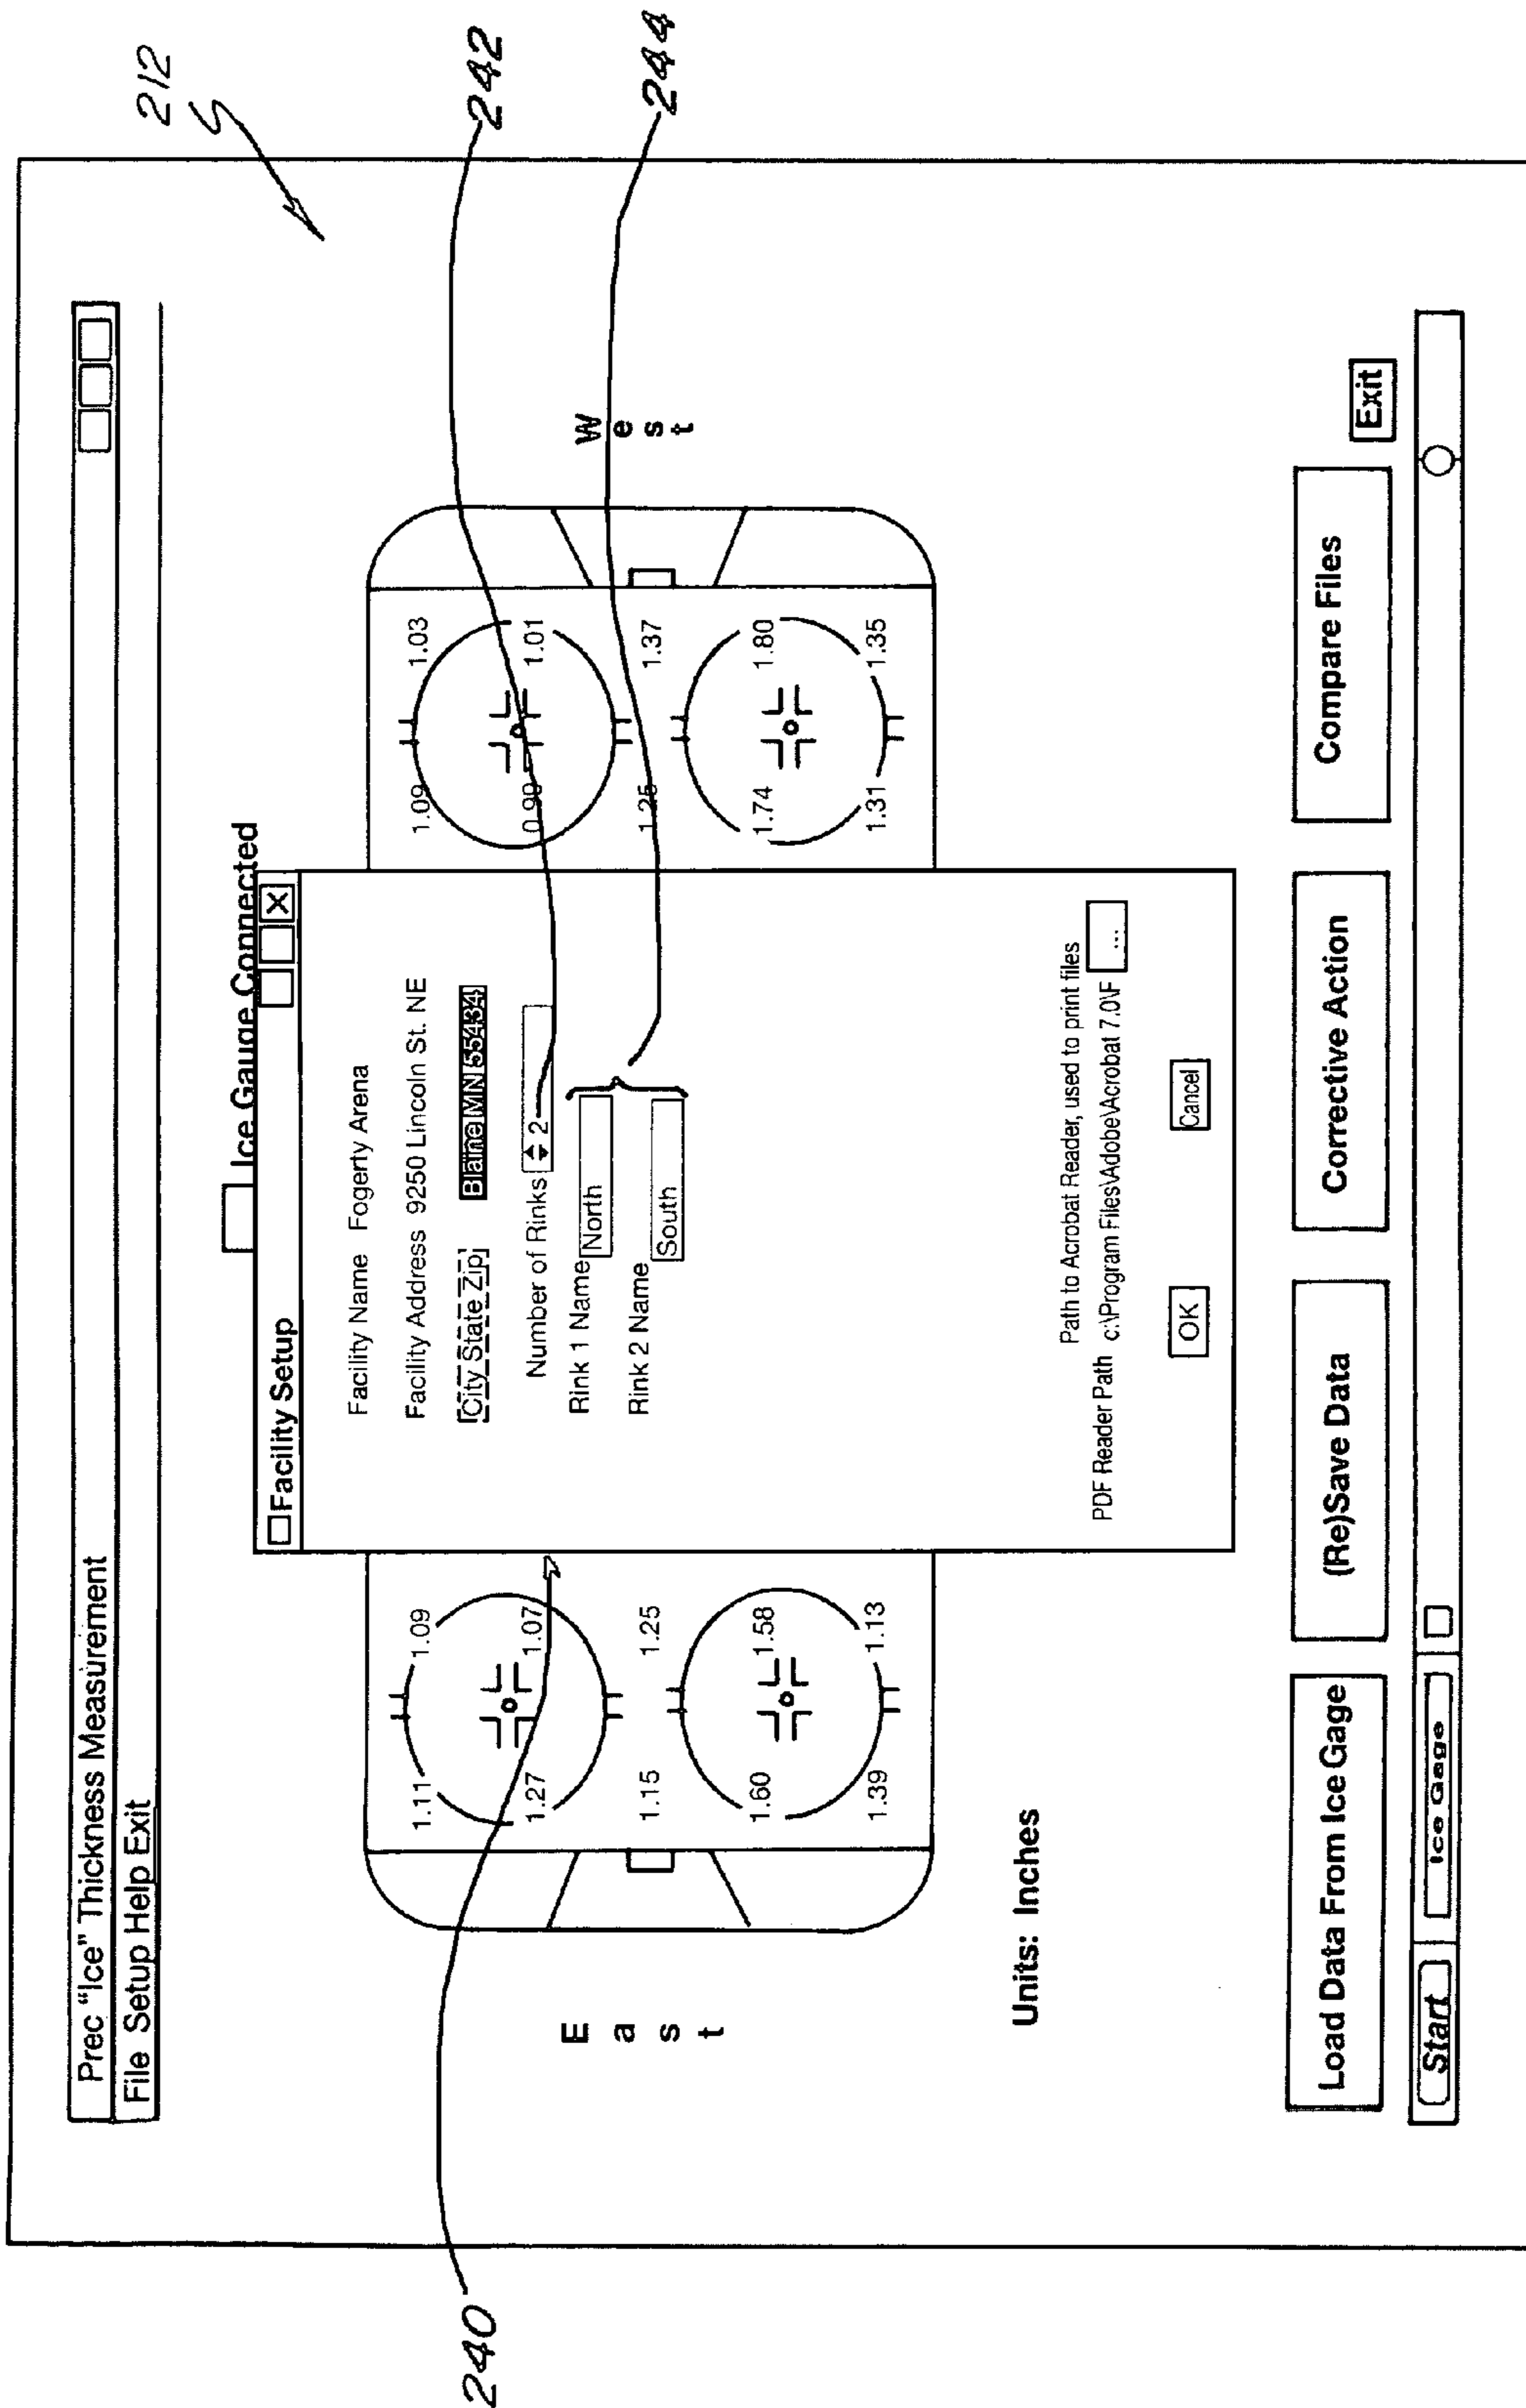 212
Prec “Ice” Thickness Measurement
File Setup Help Exit
242
Ice Gauge Connected
Facility Setup
X
244
Facility Name Fogerty Arena
Facility Address 9250 Lincoln St. NE
City State Zip Blaine MN 55434
Number of Rinks 2
Rink 1 Name North
Rink 2 Name South
Path to Acrobat Reader, used to print files
PDF Reader Path c:\Program Files\Adobe\Acrobat 7.0\F ...
OK Cancel
240
East
West
1.11 1.09 1.09 1.03
1.27 1.07 0.99 1.01
1.15 1.25 1.25 1.37
1.60 1.58 1.74 1.80
1.39 1.13 1.31 1.35
Units: Inches
Exit
Load Data From Ice Gage (Re)Save Data Corrective Action Compare Files
Start Ice Gage